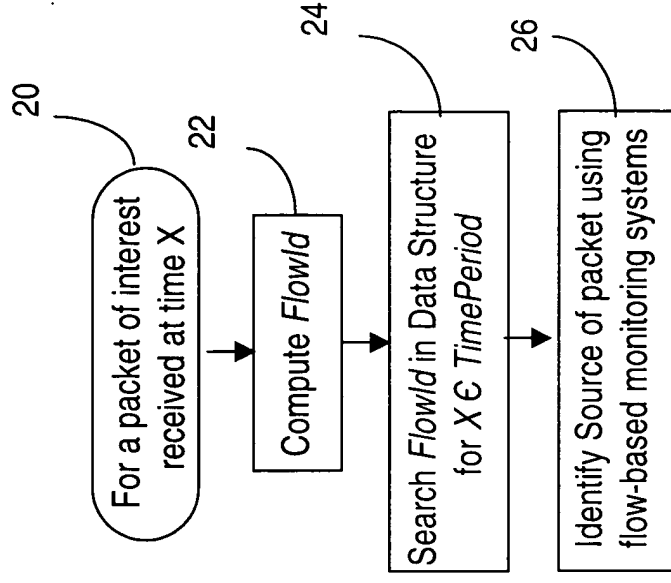 20
For a packet of interest
received at time X
22
Compute FlowId
24
Search FlowId in Data Structure
for X Є TimePeriod
26
Identify Source of packet using
flow-based monitoring systems